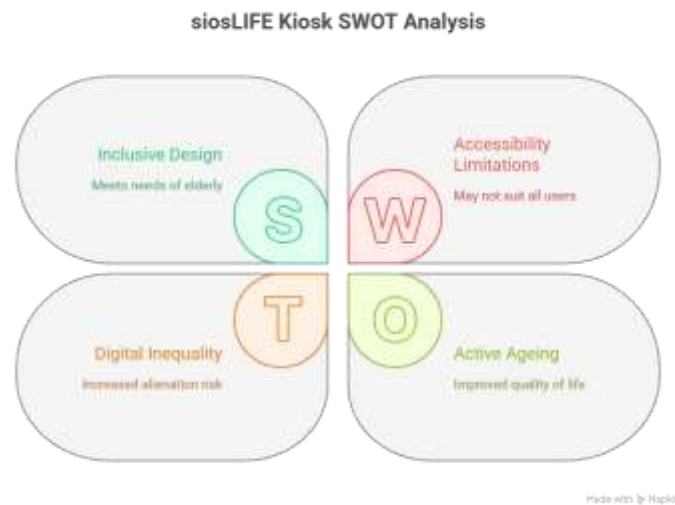 siosLIFE Kiosk SWOT Analysis
Inclusive Design
Meets needs of elderly
S
Accessibility
Limitations
May not suit all users
W
Digital Inequality
Increased alienation risk
T
Active Ageing
Improved quality of life
O
Made with Napkin